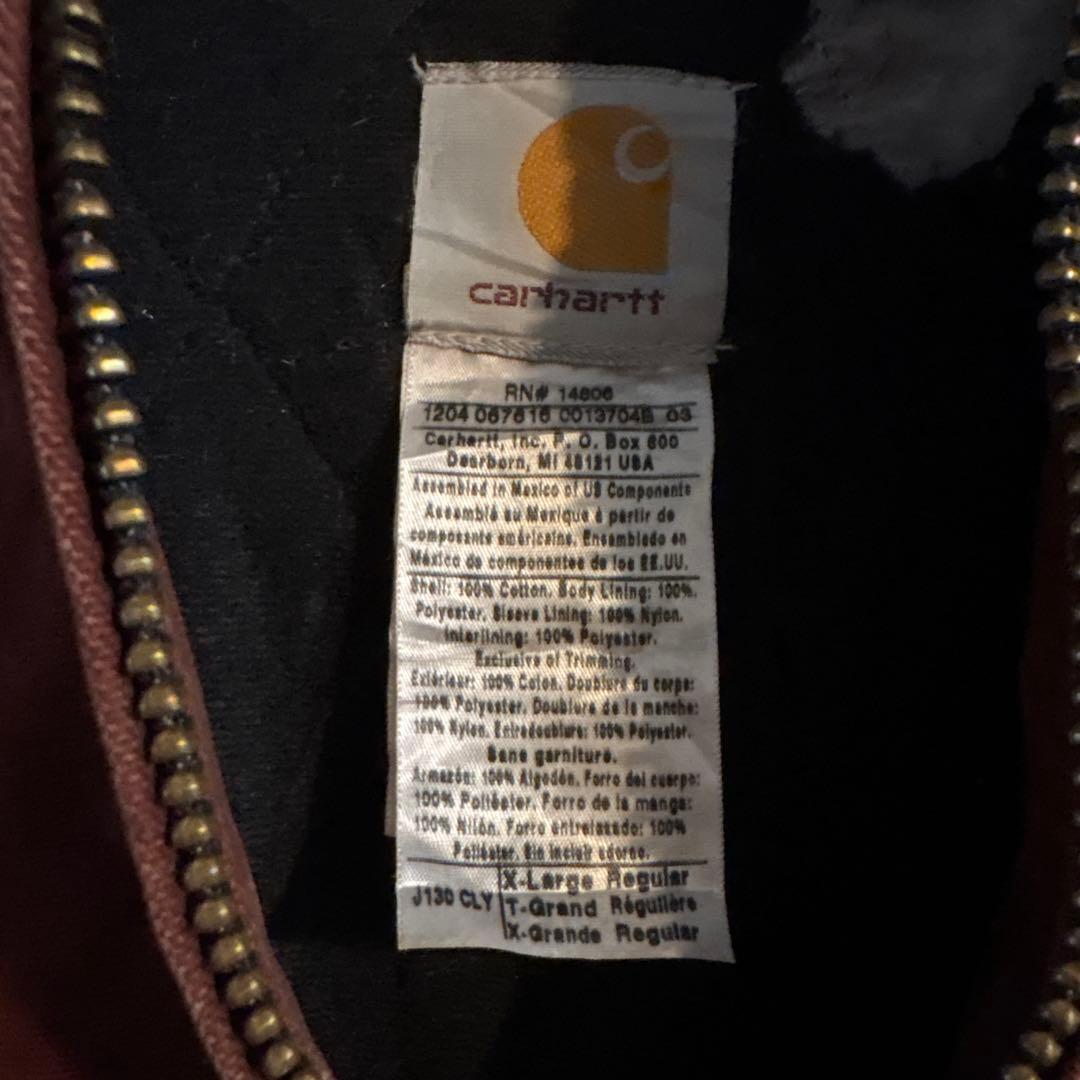 carhartt
RN# 14806
1204 067616 0013704B 03
Carhartt, Inc. P. O. Box 600
Dearborn, MI 48121 USA
Assembled in Mexico of US Components
Assemblé au Mexique à partir de
composants américains. Ensamblado en
México de componentes de los EE.UU.
Shell: 100% Cotton. Body Lining: 100%.
Polyester. Sleeve Lining: 100% Nylon.
Interlining: 100% Polyester.
Exclusive of Trimming.
Extérieur: 100% Coton. Doublure du corps:
100% Polyester. Doublure de la manche:
100% Nylon. Entredoublure: 100% Polyester.
Sans garniture.
Armazón: 100% Algodón. Forro del cuerpo:
100% Poliéster. Forro de la manga:
100% Nilón. Forro entrelazado: 100%
Poliéster. Sin incluir adorno.
J130 CLY
X-Large Regular
T-Grand Régulière
X-Grande Regular